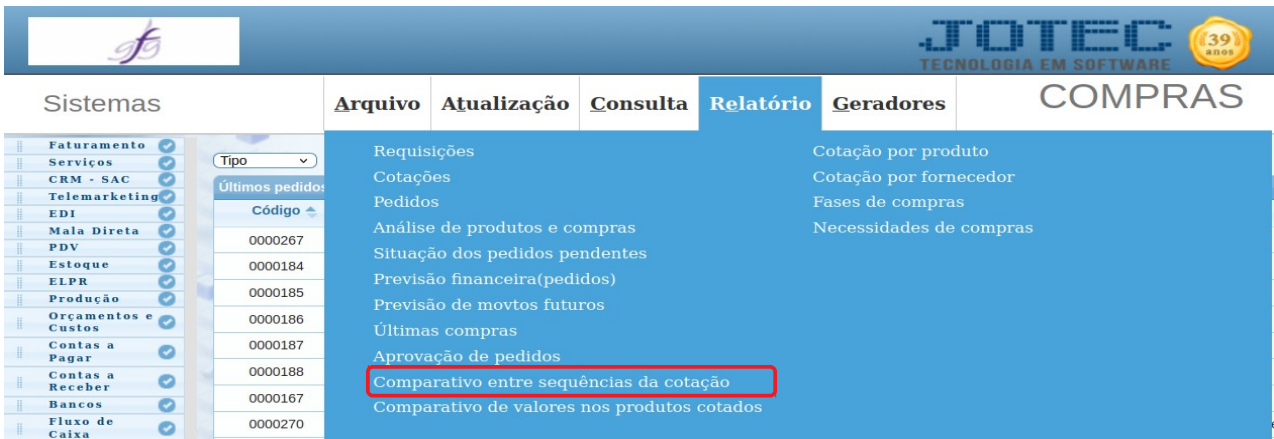 gfg
JOTEC
TECNOLOGIA EM SOFTWARE
39
anos
Sistemas
Arquivo Atualização Consulta Relatório Geradores
COMPRAS
Faturamento
Serviços
CRM - SAC
Telemarketing
EDI
Mala Direta
PDV
Estoque
ELPR
Produção
Orçamentos e
Custos
Contas a
Pagar
Contas a
Receber
Bancos
Fluxo de
Caixa
Tipo
Últimos pedidos
Código
0000267
0000184
0000185
0000186
0000187
0000188
0000167
0000270
Requisições
Cotações
Pedidos
Análise de produtos e compras
Situação dos pedidos pendentes
Previsão financeira(pedidos)
Previsão de movtos futuros
Últimas compras
Aprovação de pedidos
Comparativo entre sequências da cotação
Comparativo de valores nos produtos cotados
Cotação por produto
Cotação por fornecedor
Fases de compras
Necessidades de compras